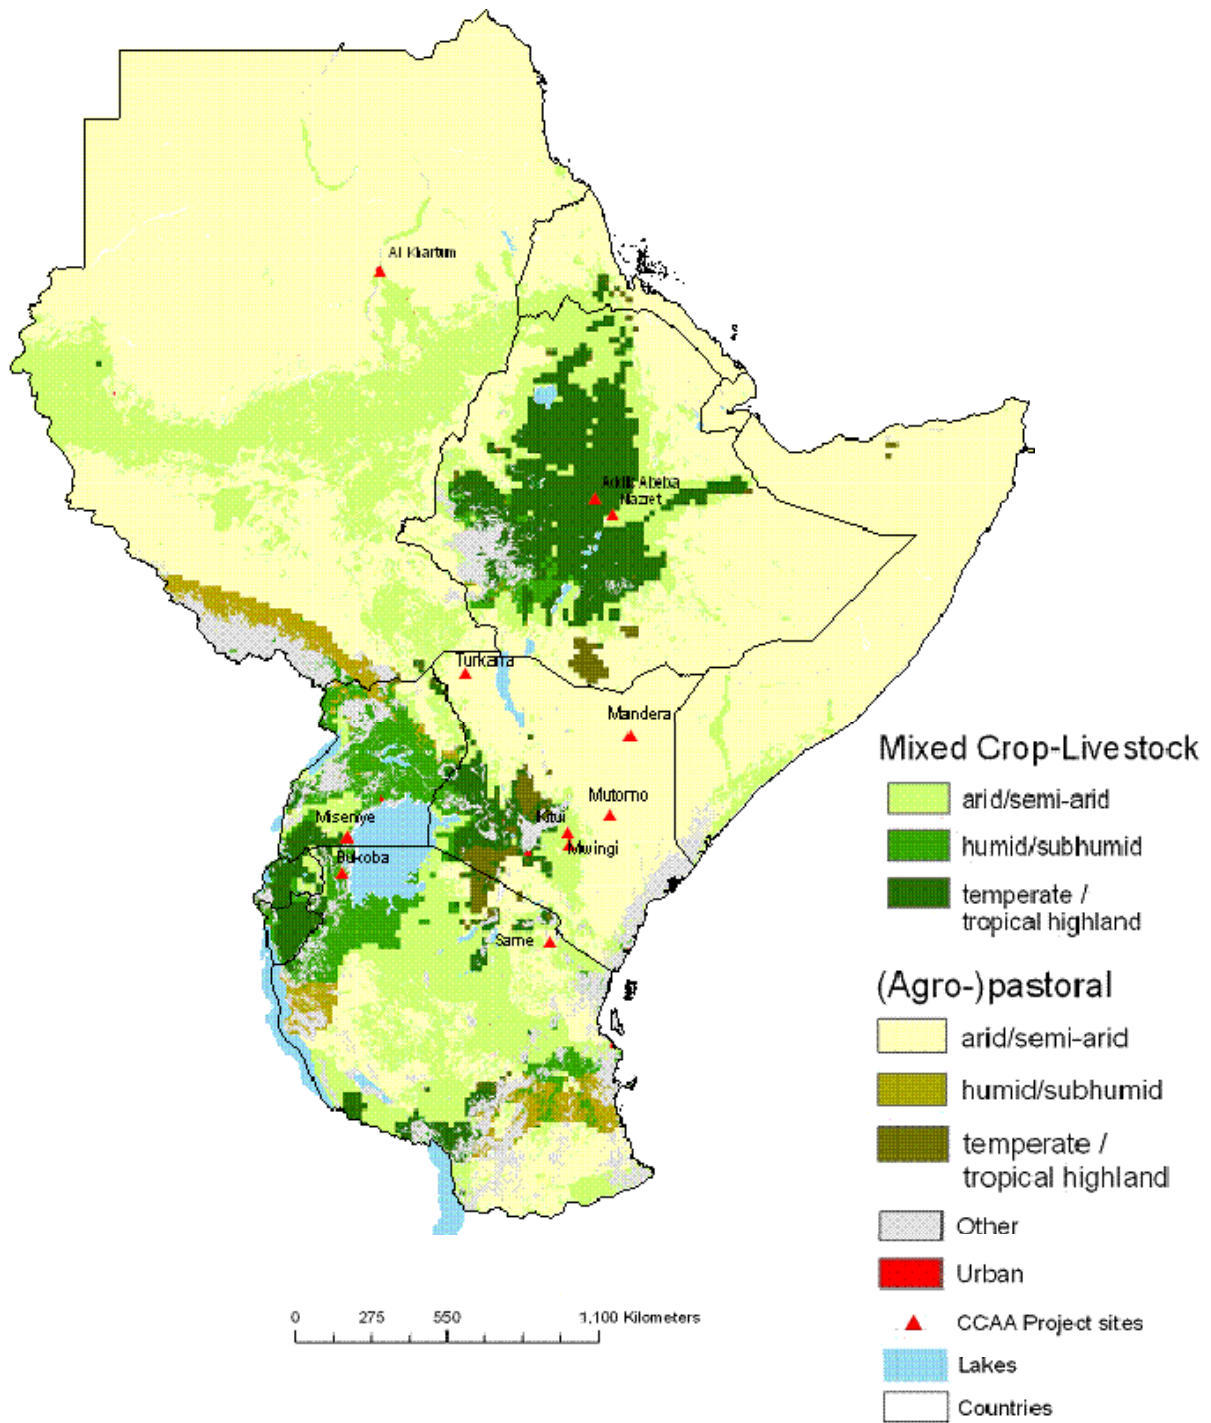 Al Khartum
Addis Abeba
Nazret
Turkana
Mandera
Mutomo
Kitui
Mwingi
Miseniye
Bukoba
Same
Mixed Crop-Livestock
arid/semi-arid
humid/subhumid
temperate /
tropical highland
(Agro-)pastoral
arid/semi-arid
humid/subhumid
temperate /
tropical highland
Other
Urban
CCAA Project sites
Lakes
Countries
0 275 550 1,100 Kilometers